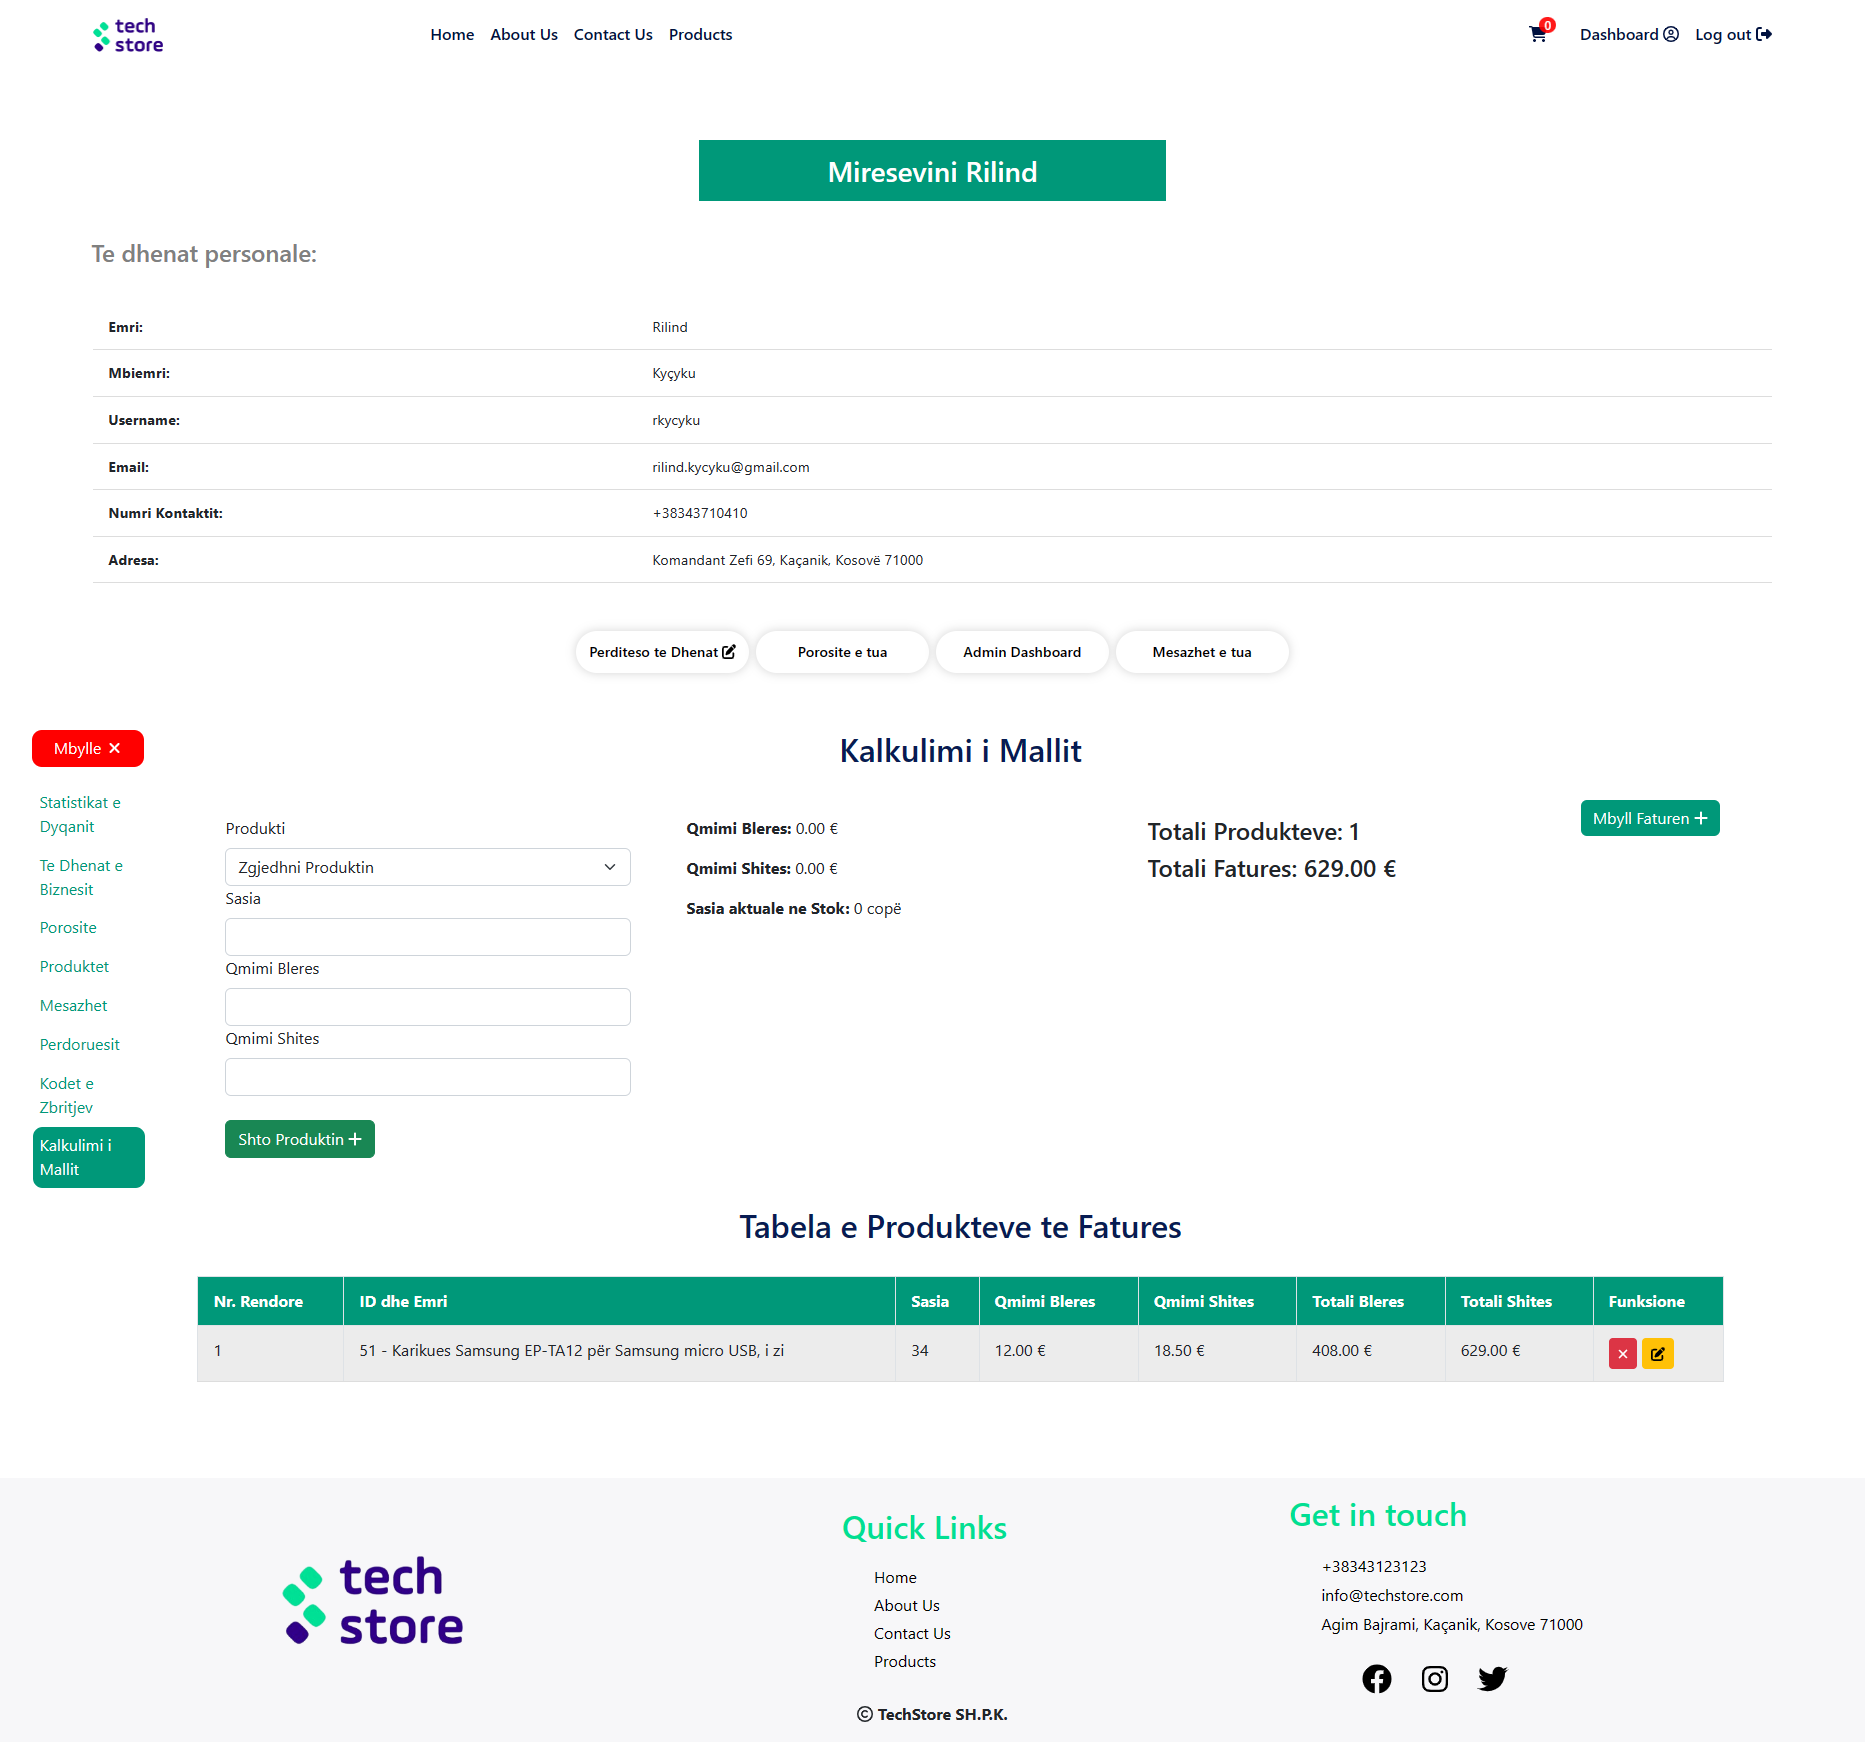 tech
store
Home About Us Contact Us Products
0
Dashboard Log out
Miresevini Rilind
Te dhenat personale:
Emri: Rilind
Mbiemri: Kyçyku
Username: rkycyku
Email: rilind.kycyku@gmail.com
Numri Kontaktit: +38343710410
Adresa: Komandant Zefi 69, Kaçanik, Kosovë 71000
Perditeso te Dhenat Porosite e tua Admin Dashboard Mesazhet e tua
Mbylle
Statistikat e
Dyqanit
Te Dhenat e
Biznesit
Porosite
Produktet
Mesazhet
Perdoruesit
Kodet e
Zbritjev
Kalkulimi i
Mallit
Kalkulimi i Mallit
Produkti
Zgjedhni Produktin
Sasia
Qmimi Bleres
Qmimi Shites
Shto Produktin
Qmimi Bleres: 0.00 €
Qmimi Shites: 0.00 €
Sasia aktuale ne Stok: 0 copë
Totali Produkteve: 1
Totali Fatures: 629.00 €
Mbyll Faturen
Tabela e Produkteve te Fatures
Nr. Rendore ID dhe Emri Sasia Qmimi Bleres Qmimi Shites Totali Bleres Totali Shites Funksione
1 51 - Karikues Samsung EP-TA12 për Samsung micro USB, i zi 34 12.00 € 18.50 € 408.00 € 629.00 €
tech
store
Quick Links
Home
About Us
Contact Us
Products
© TechStore SH.P.K.
Get in touch
+38343123123
info@techstore.com
Agim Bajrami, Kaçanik, Kosove 71000